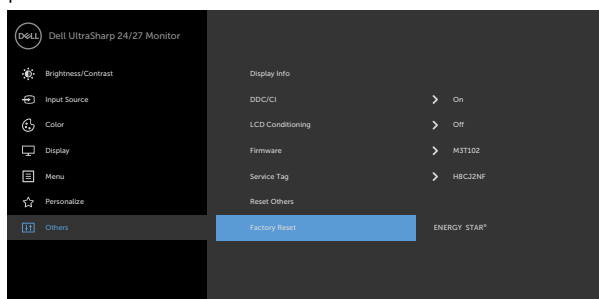 DELL Dell UltraSharp 24/27 Monitor
Brightness/Contrast Display Info
Input Source DDC/CI On
Color LCD Conditioning Off
Display Firmware M3T102
Menu Service Tag H8CJ2NF
Personalize Reset Others
Others Factory Reset ENERGY STAR®